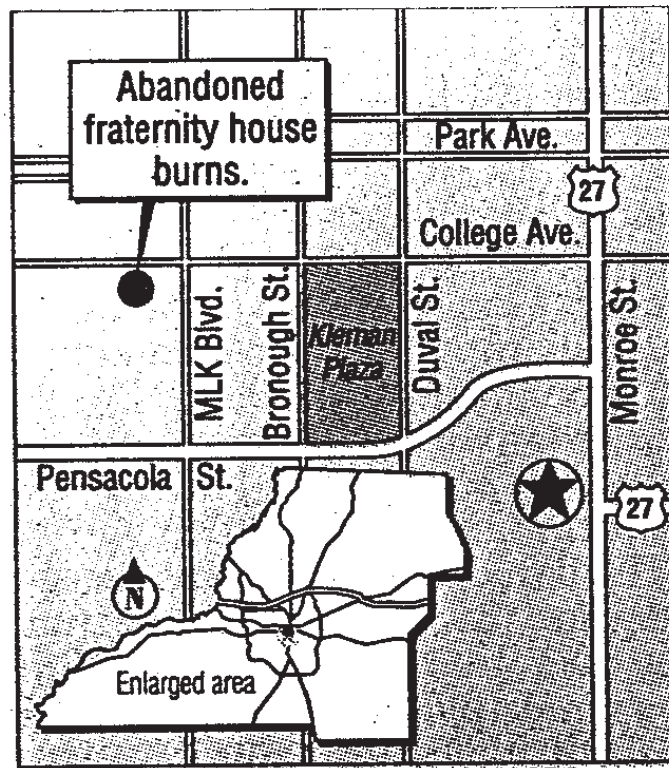 Abandoned
fraternity house
burns.
Park Ave.
27
College Ave.
MLK Blvd.
Bronough St.
Kleman
Plaza
Duval St.
Monroe St.
Pensacola St.
27
N
Enlarged area